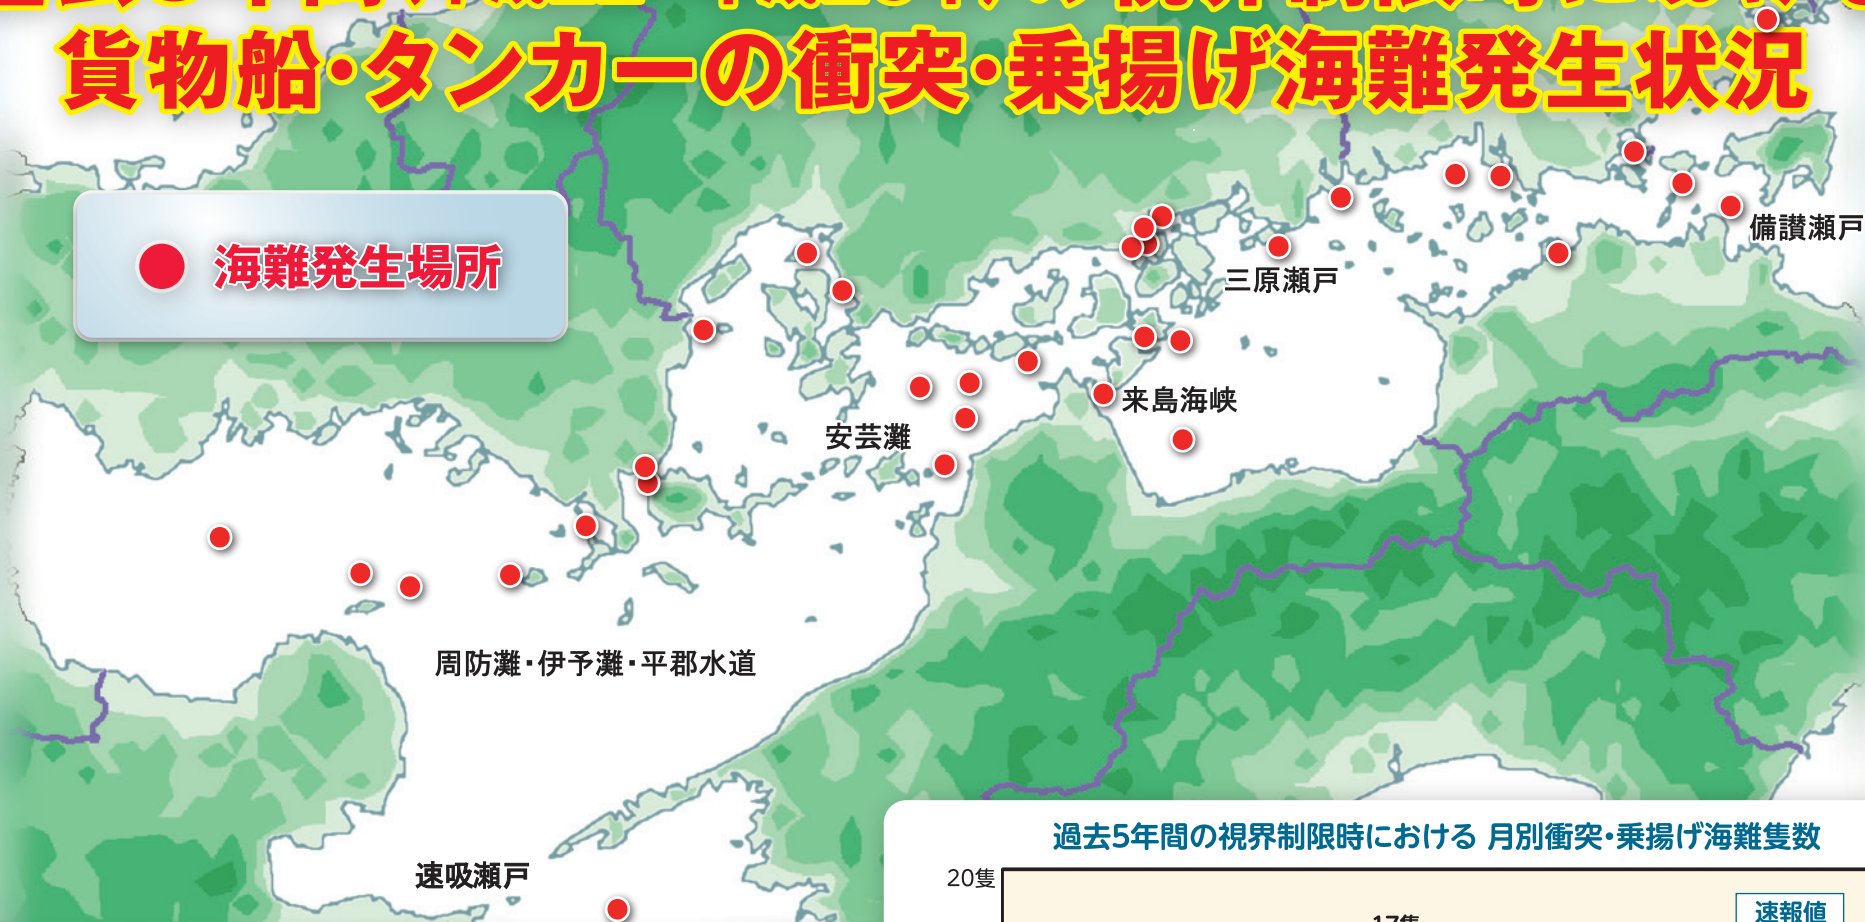 貨物船・タンカーの衝突・乗揚げ海難発生状況
海難発生場所
備讃瀬戸
三原瀬戸
来島海峡
安芸灘
周防灘・伊予灘・平郡水道
速吸瀬戸
過去5年間の視界制限時における 月別衝突・乗揚げ海難隻数
20隻
17隻
速報値